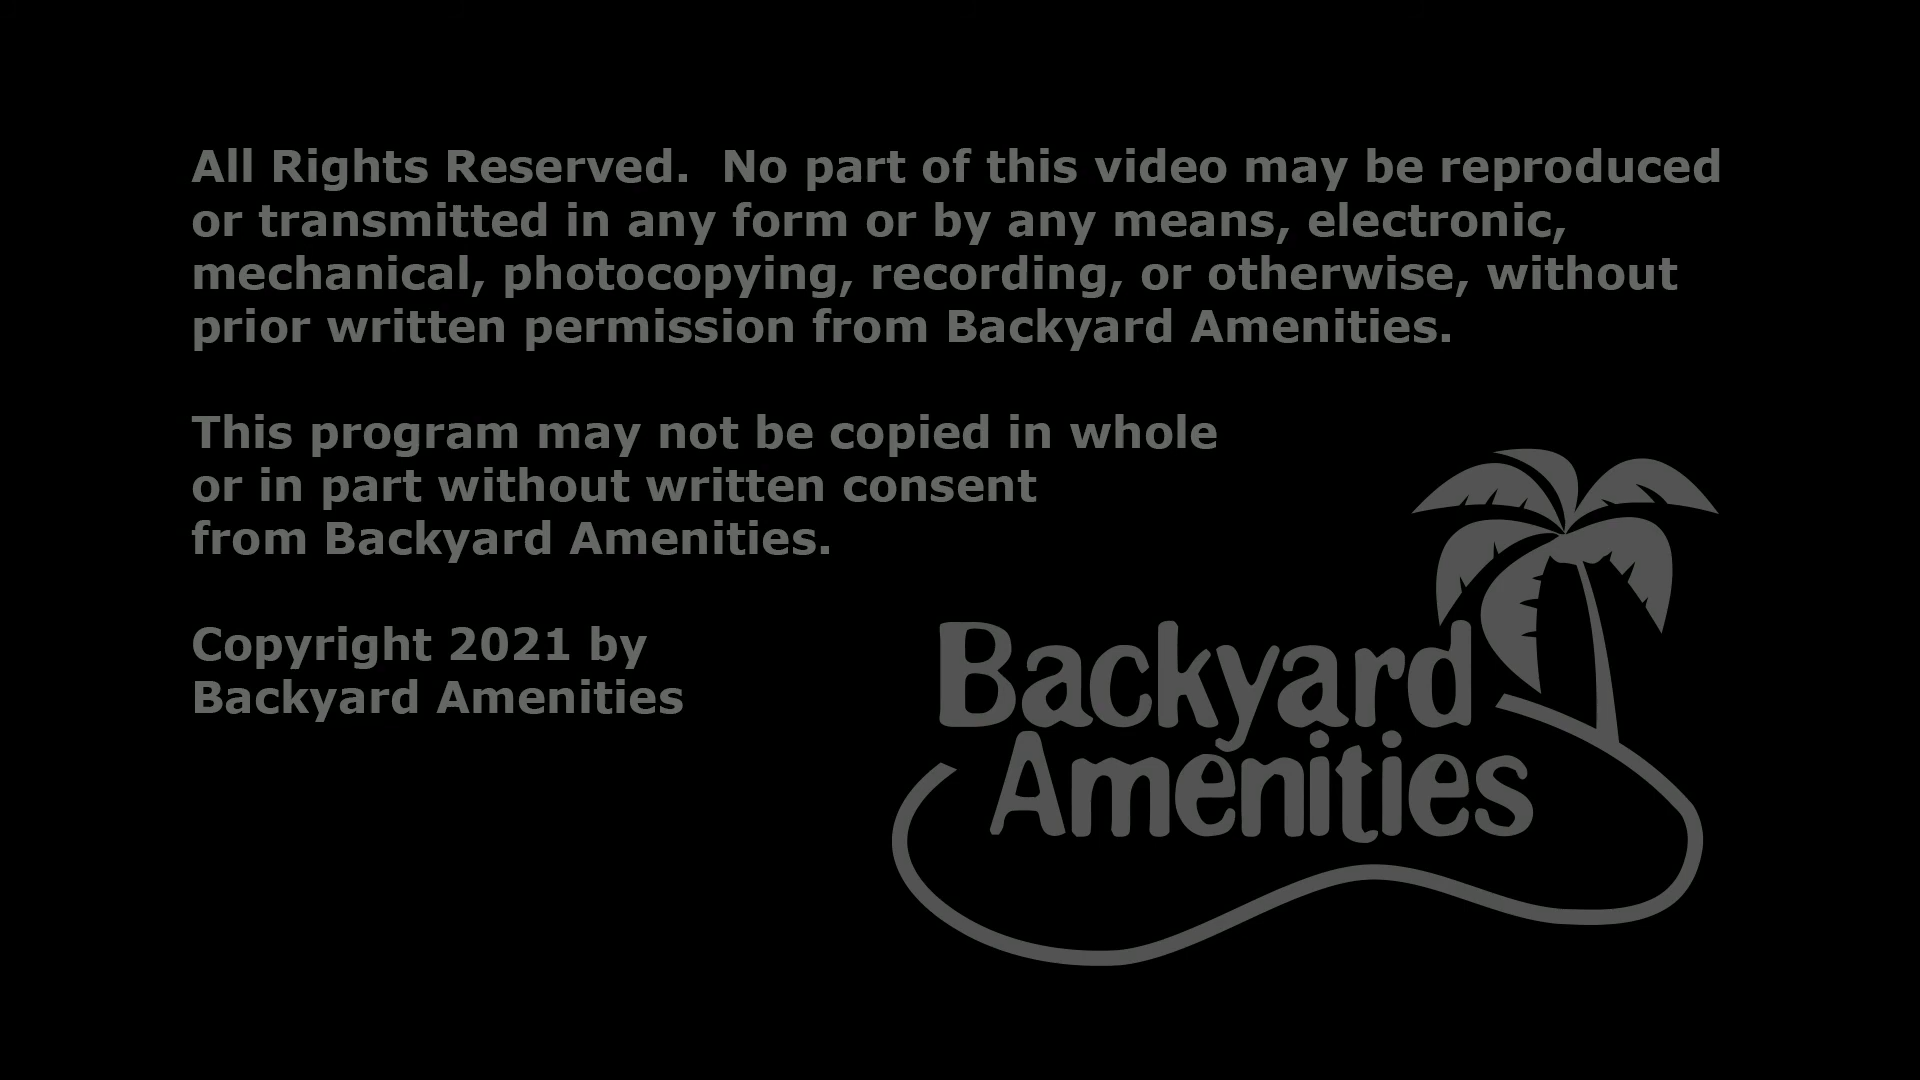 All Rights Reserved.  No part of this video may be reproduced
or transmitted in any form or by any means, electronic,
mechanical, photocopying, recording, or otherwise, without
prior written permission from Backyard Amenities.
This program may not be copied in whole
or in part without written consent
from Backyard Amenities.
Copyright 2021 by
Backyard Amenities
Backyard
Amenities